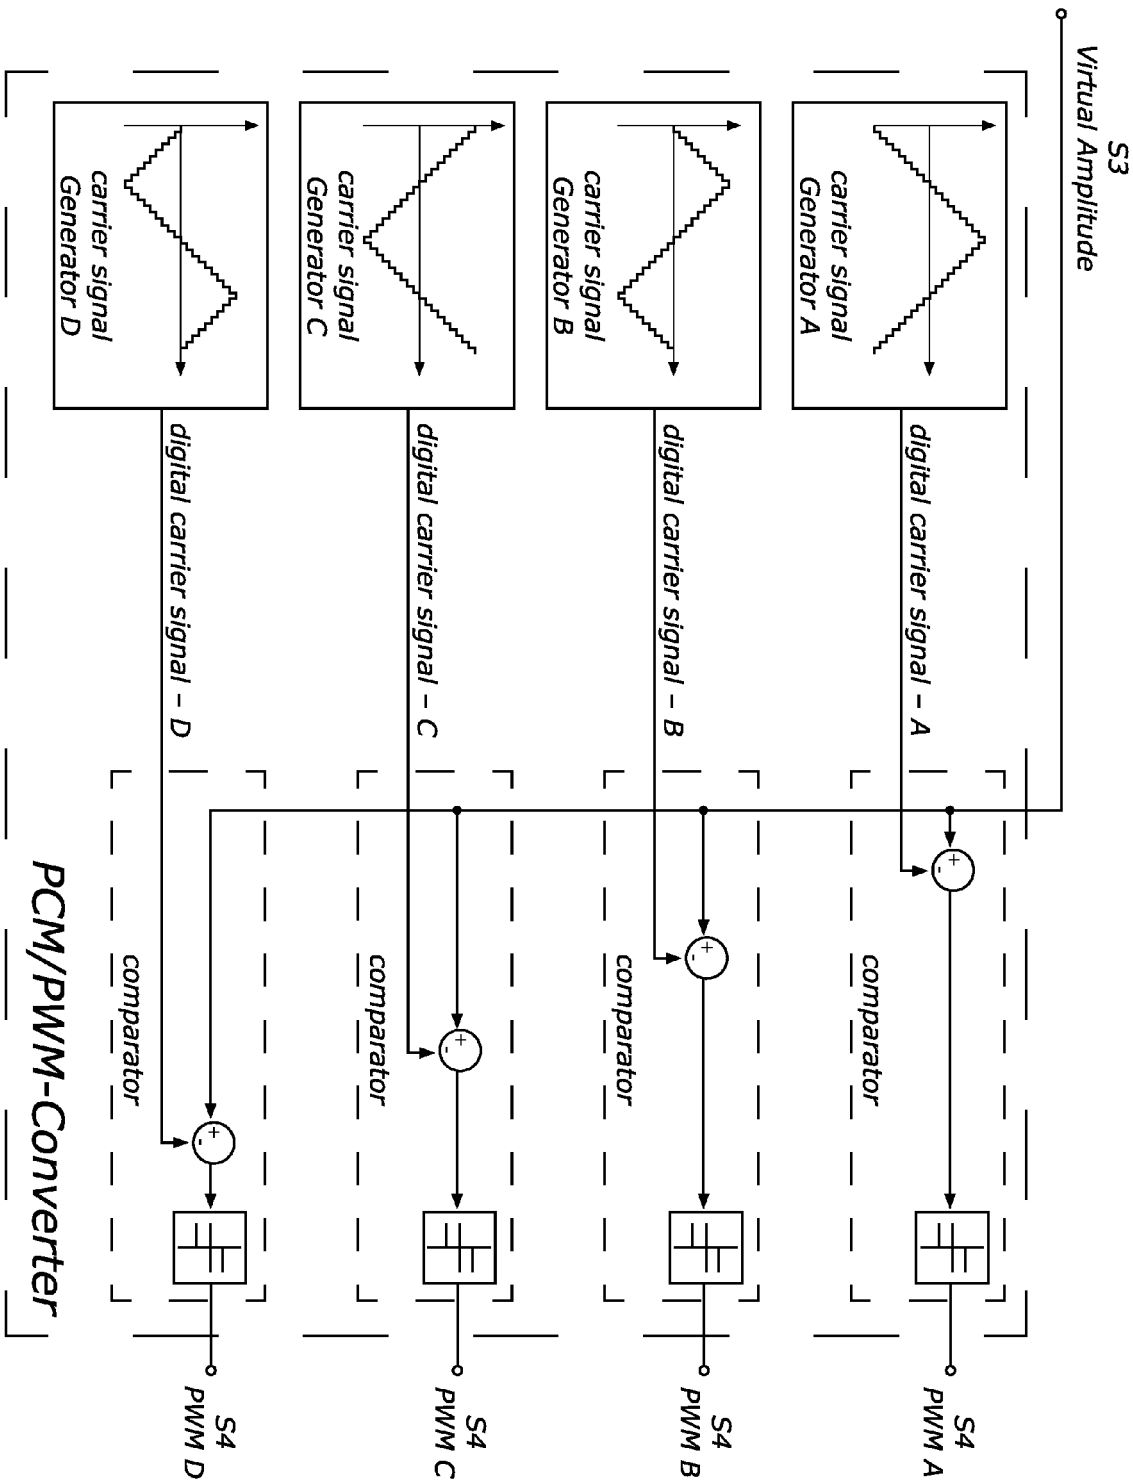 S3
Virtual Amplitude
carrier signal
Generator A
digital carrier signal – A
+
-
comparator
S4
PWM A
carrier signal
Generator B
digital carrier signal – B
+
-
comparator
S4
PWM B
carrier signal
Generator C
digital carrier signal – C
+
-
comparator
S4
PWM C
carrier signal
Generator D
digital carrier signal – D
+
-
comparator
S4
PWM D
PCM/PWM-Converter